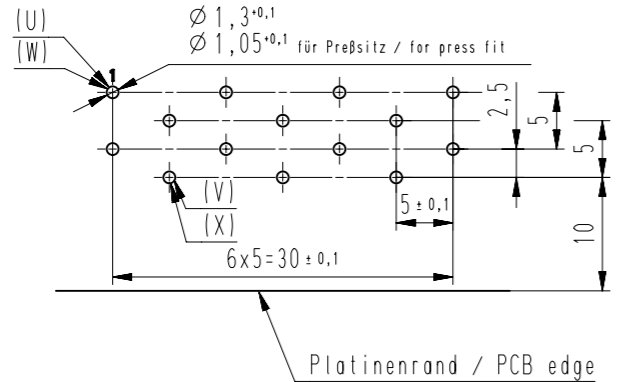 (U)
(W)
1
Ø 1,3+0,1
Ø 1,05+0,1 für Preßsitz / for press fit
2,5
5
5
(V)
(X)
5 ± 0,1
10
6x5=30 ± 0,1
Platinenrand / PCB edge